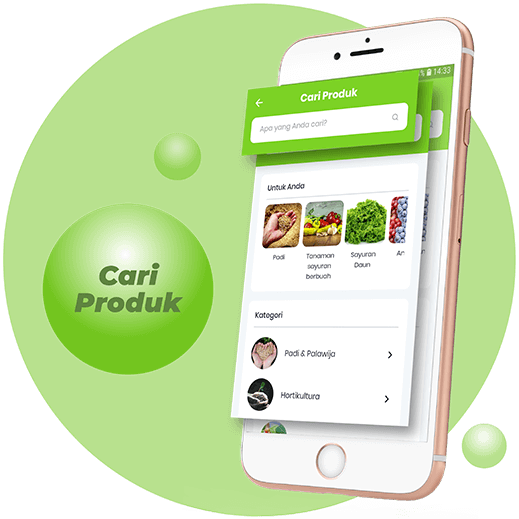 14:33
Cari Produk
Apa yang Anda cari?
Untuk Anda
Padi
Tanaman
sayuran
berbuah
Sayuran
Daun
Cari
Produk
Kategori
Padi & Palawija
Hortikultura